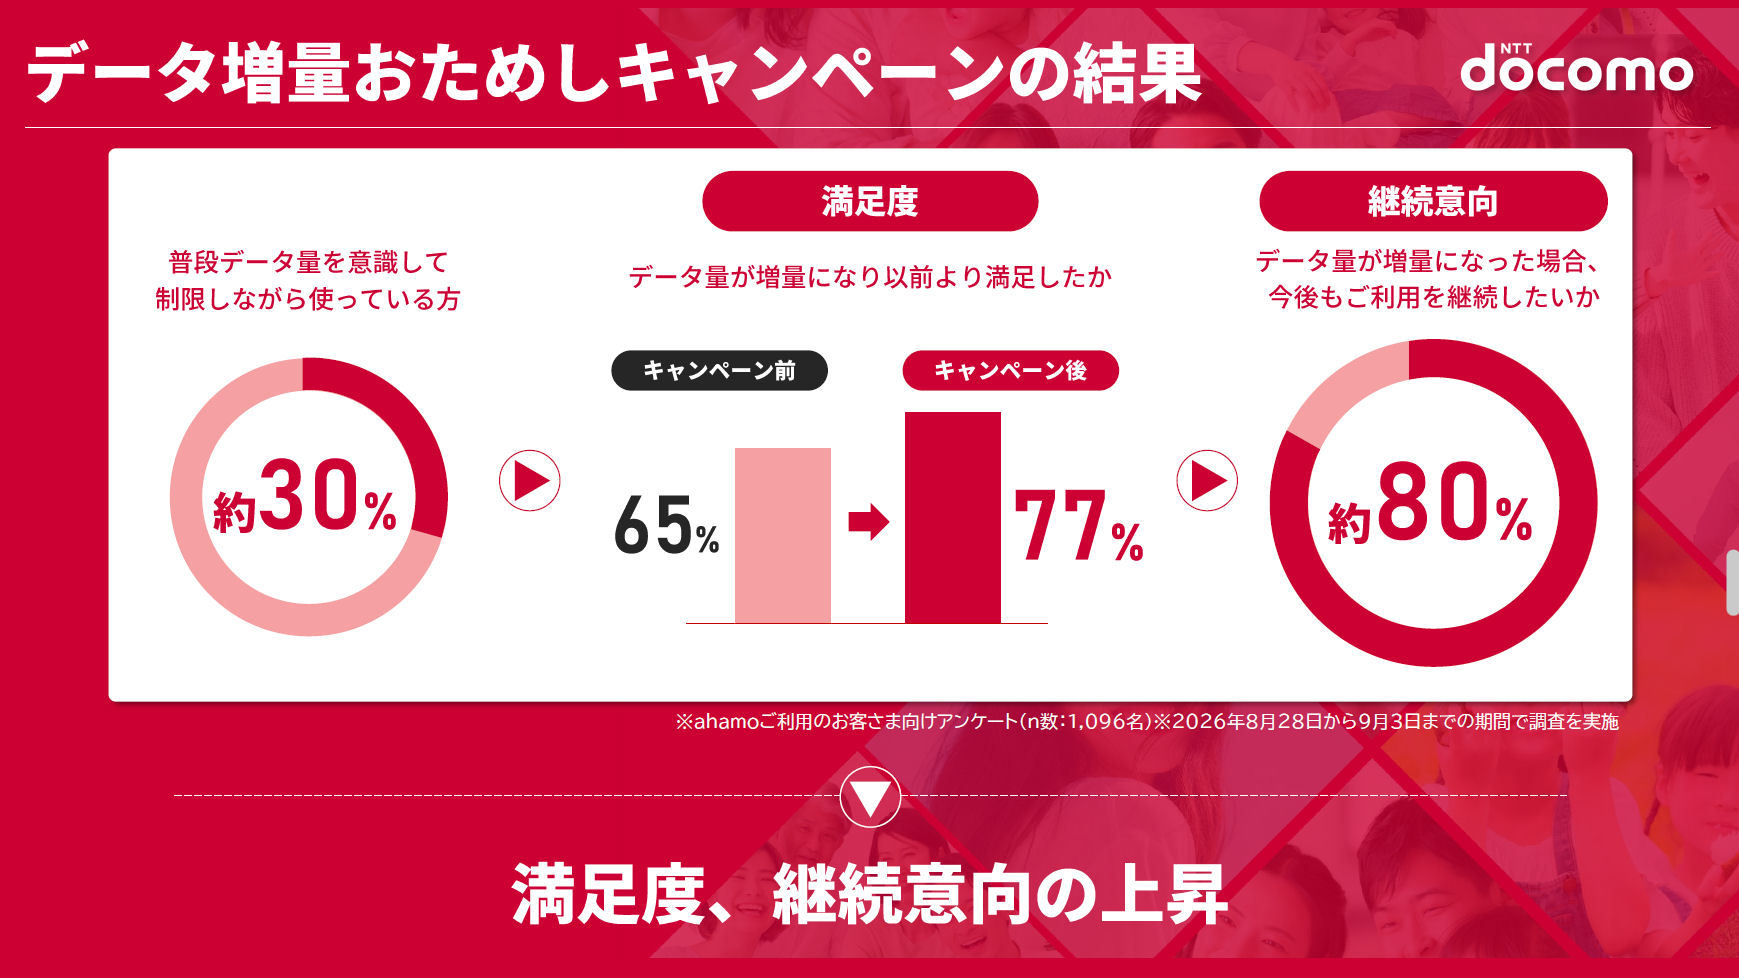 データ増量おためしキャンペーンの結果
NTT
docomo
普段データ量を意識して
制限しながら使っている方
約30%
満足度
データ量が増量になり以前より満足したか
キャンペーン前
キャンペーン後
65%
77%
継続意向
データ量が増量になった場合、
今後もご利用を継続したいか
約80%
※ahamoご利用のお客さま向けアンケート(n数:1,096名)※2026年8月28日から9月3日までの期間で調査を実施
満足度、継続意向の上昇